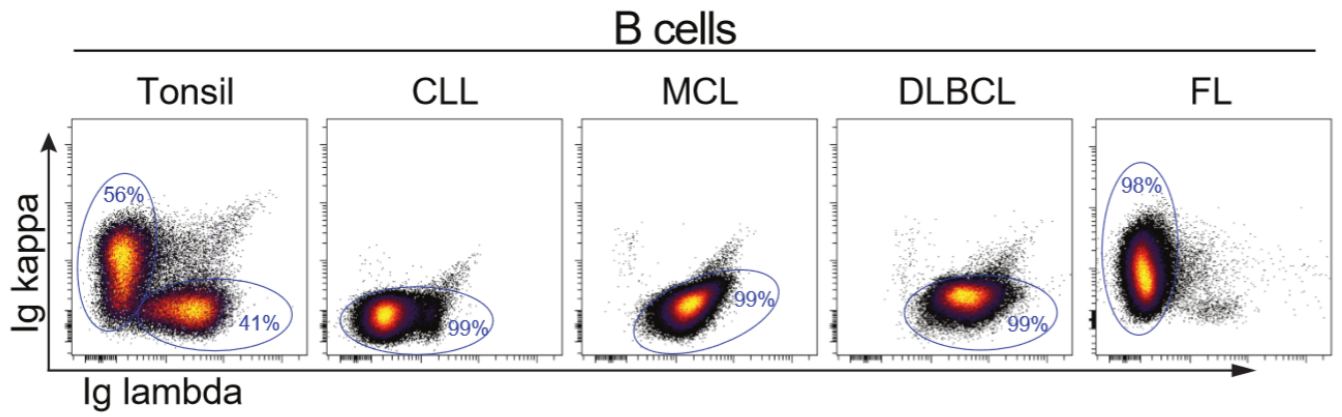 B cells
Tonsil CLL MCL DLBCL FL
Ig kappa
56% 41% 99% 99% 99% 98%
Ig lambda